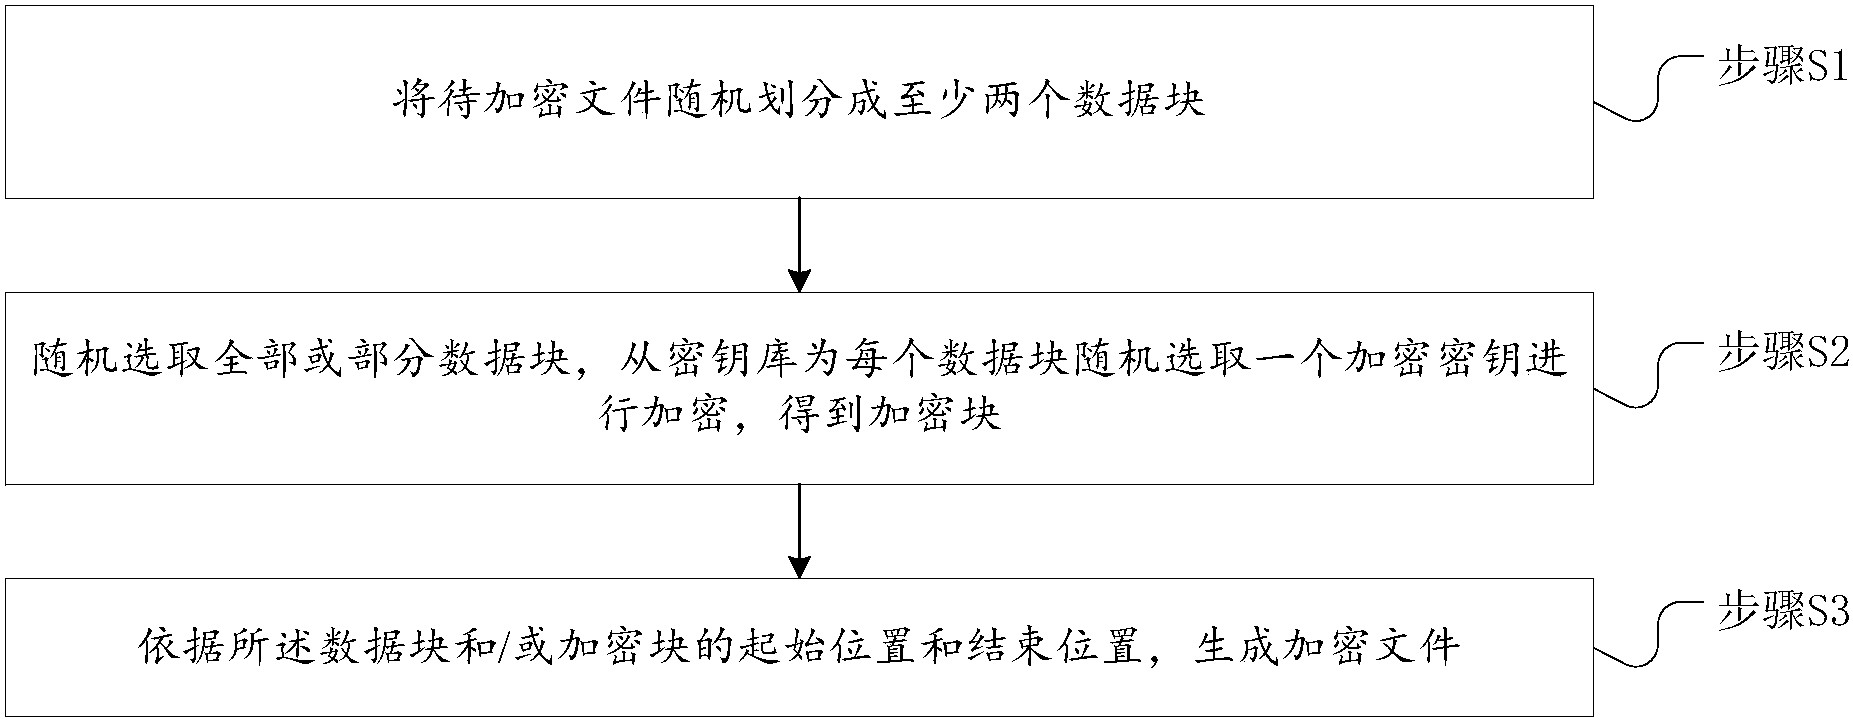 将待加密文件随机划分成至少两个数据块
步骤S1
随机选取全部或部分数据块，从密钥库为每个数据块随机选取一个加密密钥进
行加密，得到加密块
步骤S2
依据所述数据块和/或加密块的起始位置和结束位置，生成加密文件
步骤S3